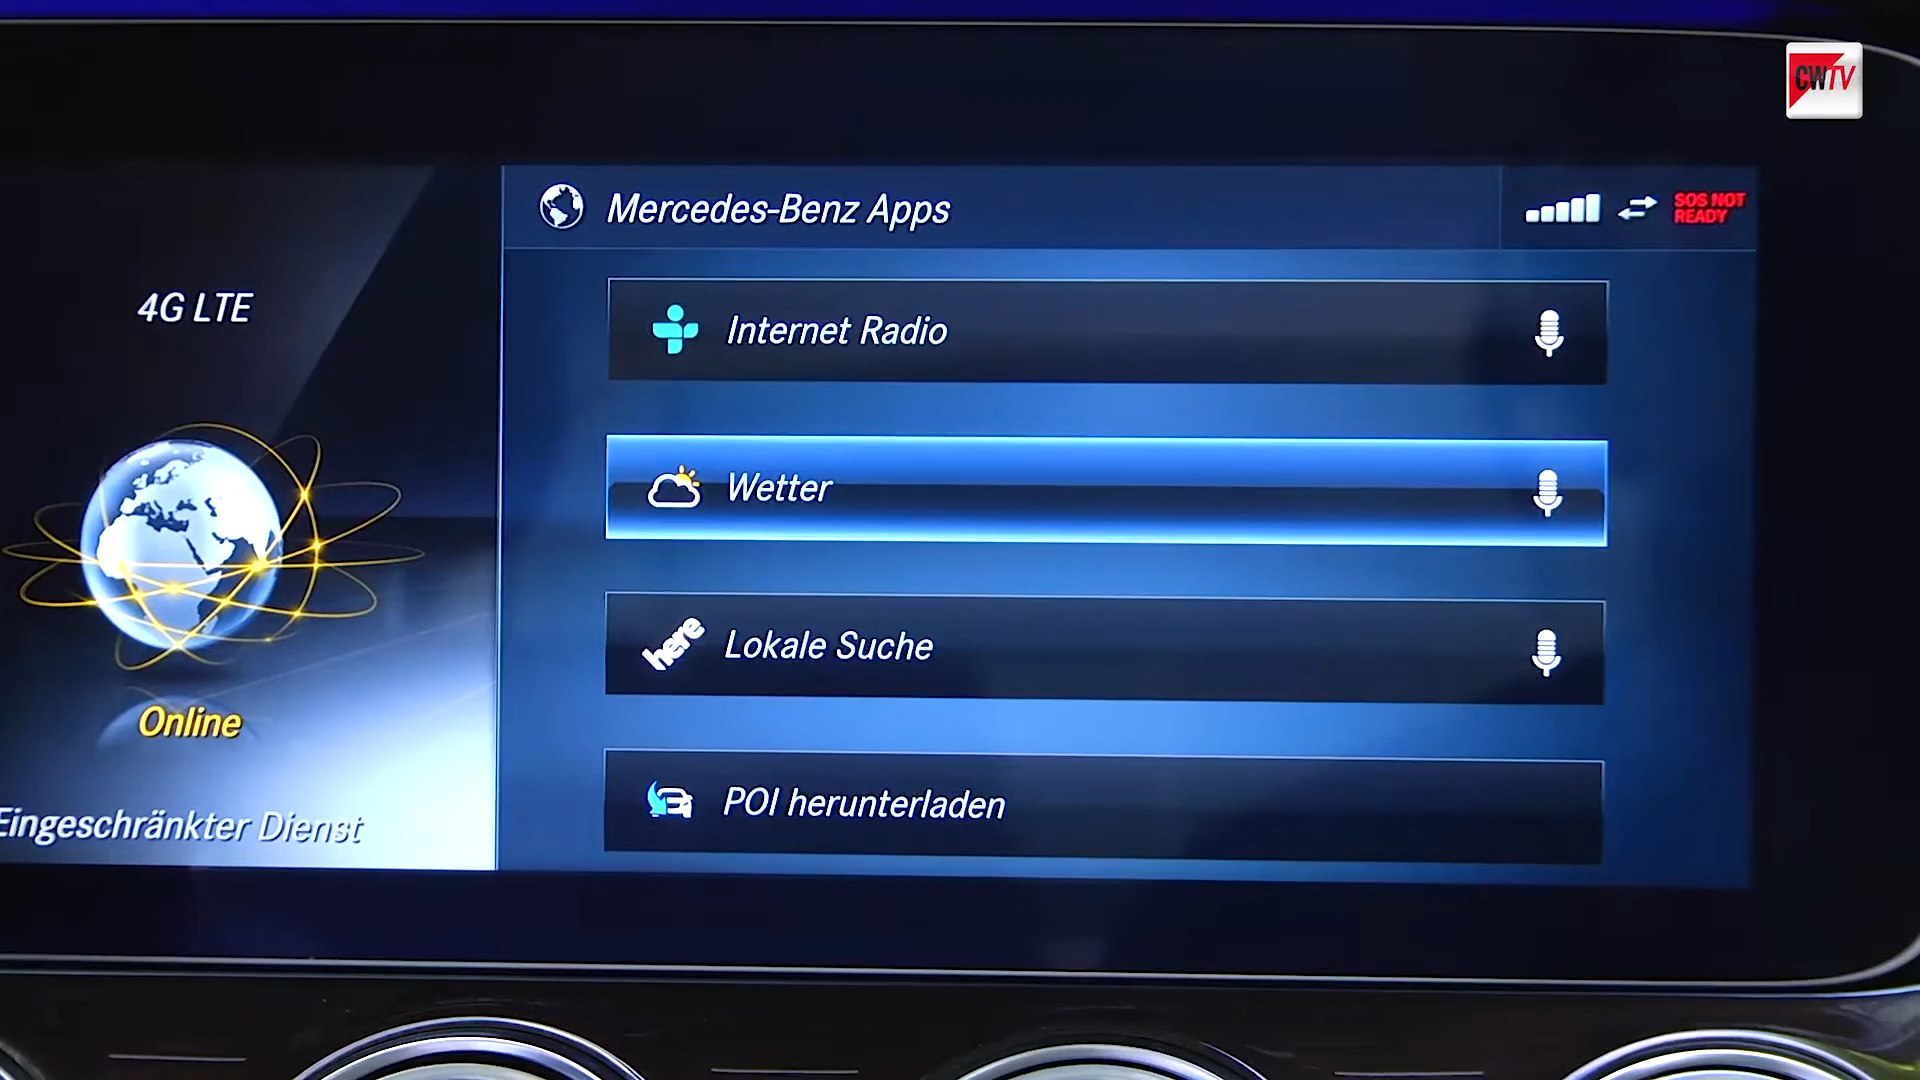 CWTV
Mercedes-Benz Apps
SOS NOT
READY
4G LTE
Internet Radio
Wetter
here
Lokale Suche
Online
POI herunterladen
Eingeschränkter Dienst